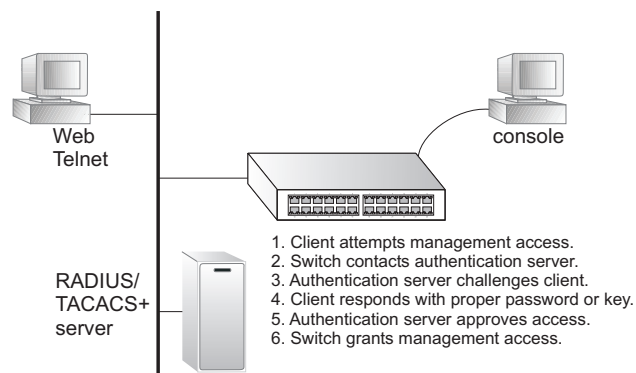 Web
Telnet
console
RADIUS/
TACACS+
server
1. Client attempts management access.
2. Switch contacts authentication server.
3. Authentication server challenges client.
4. Client responds with proper password or key.
5. Authentication server approves access.
6. Switch grants management access.